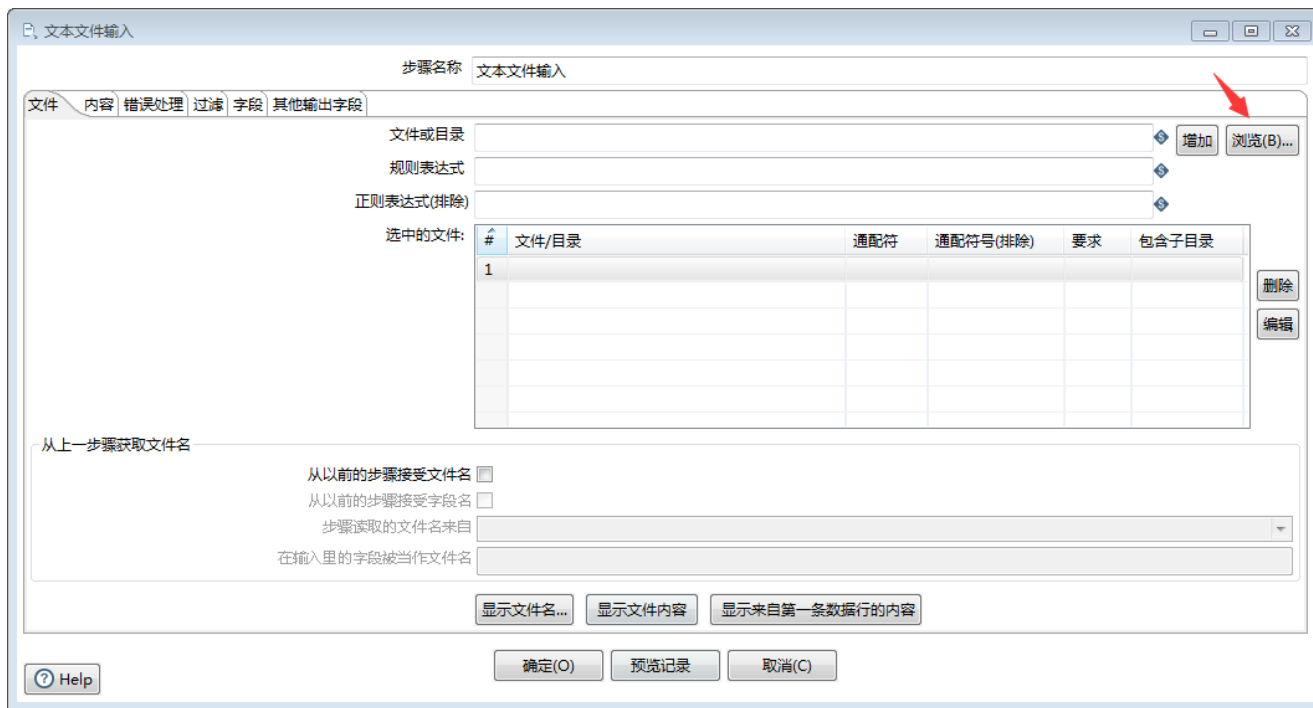 文本文件输入
步骤名称 文本文件输入
文件 内容 错误处理 过滤 字段 其他输出字段
文件或目录 增加 浏览(B)...
规则表达式
正则表达式(排除)
选中的文件: # 文件/目录 通配符 通配符号(排除) 要求 包含子目录
1
删除
编辑
从上一步骤获取文件名
从以前的步骤接受文件名
从以前的步骤接受字段名
步骤读取的文件名来自
在输入里的字段被当作文件名
显示文件名... 显示文件内容 显示来自第一条数据行的内容
确定(O) 预览记录 取消(C)
Help